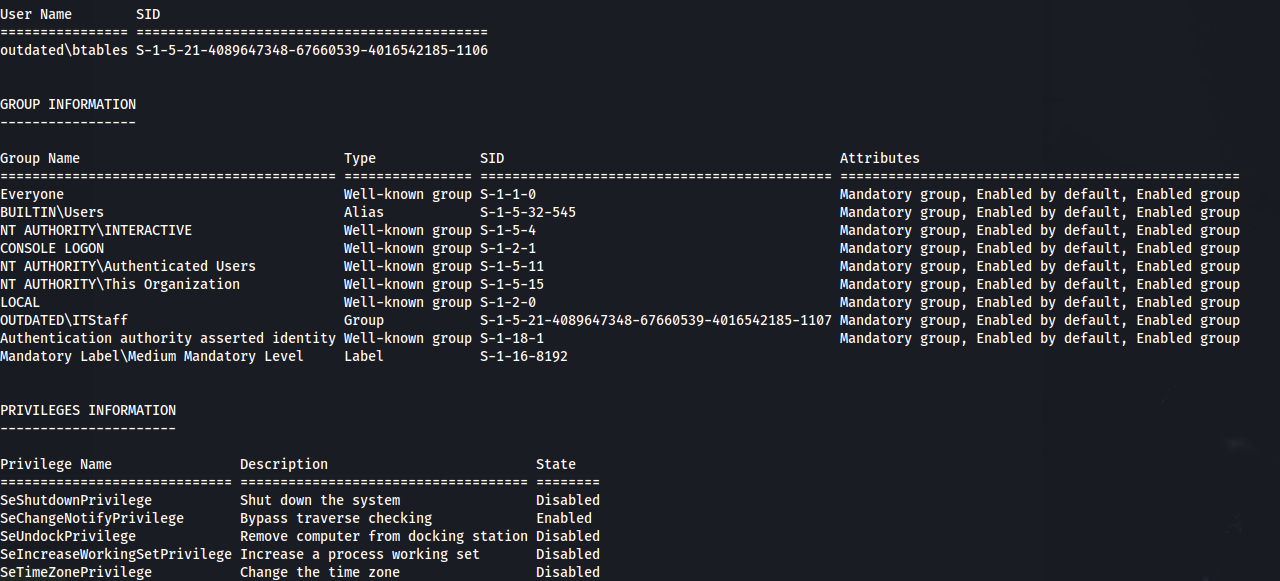 User Name        SID
================ ============================================
outdated\btables S-1-5-21-4089647348-67660539-4016542185-1106
GROUP INFORMATION
-----------------
Group Name                                 Type             SID                                          Attributes
========================================== ================ ============================================ ==================================================
Everyone                                   Well-known group S-1-1-0                                      Mandatory group, Enabled by default, Enabled group
BUILTIN\Users                              Alias            S-1-5-32-545                                 Mandatory group, Enabled by default, Enabled group
NT AUTHORITY\INTERACTIVE                   Well-known group S-1-5-4                                      Mandatory group, Enabled by default, Enabled group
CONSOLE LOGON                              Well-known group S-1-2-1                                      Mandatory group, Enabled by default, Enabled group
NT AUTHORITY\Authenticated Users           Well-known group S-1-5-11                                     Mandatory group, Enabled by default, Enabled group
NT AUTHORITY\This Organization             Well-known group S-1-5-15                                     Mandatory group, Enabled by default, Enabled group
LOCAL                                      Well-known group S-1-2-0                                      Mandatory group, Enabled by default, Enabled group
OUTDATED\ITStaff                           Group            S-1-5-21-4089647348-67660539-4016542185-1107 Mandatory group, Enabled by default, Enabled group
Authentication authority asserted identity Well-known group S-1-18-1                                     Mandatory group, Enabled by default, Enabled group
Mandatory Label\Medium Mandatory Level     Label            S-1-16-8192
PRIVILEGES INFORMATION
----------------------
Privilege Name                Description                          State
============================= ==================================== ========
SeShutdownPrivilege           Shut down the system                 Disabled
SeChangeNotifyPrivilege       Bypass traverse checking             Enabled
SeUndockPrivilege             Remove computer from docking station Disabled
SeIncreaseWorkingSetPrivilege Increase a process working set       Disabled
SeTimeZonePrivilege           Change the time zone                 Disabled